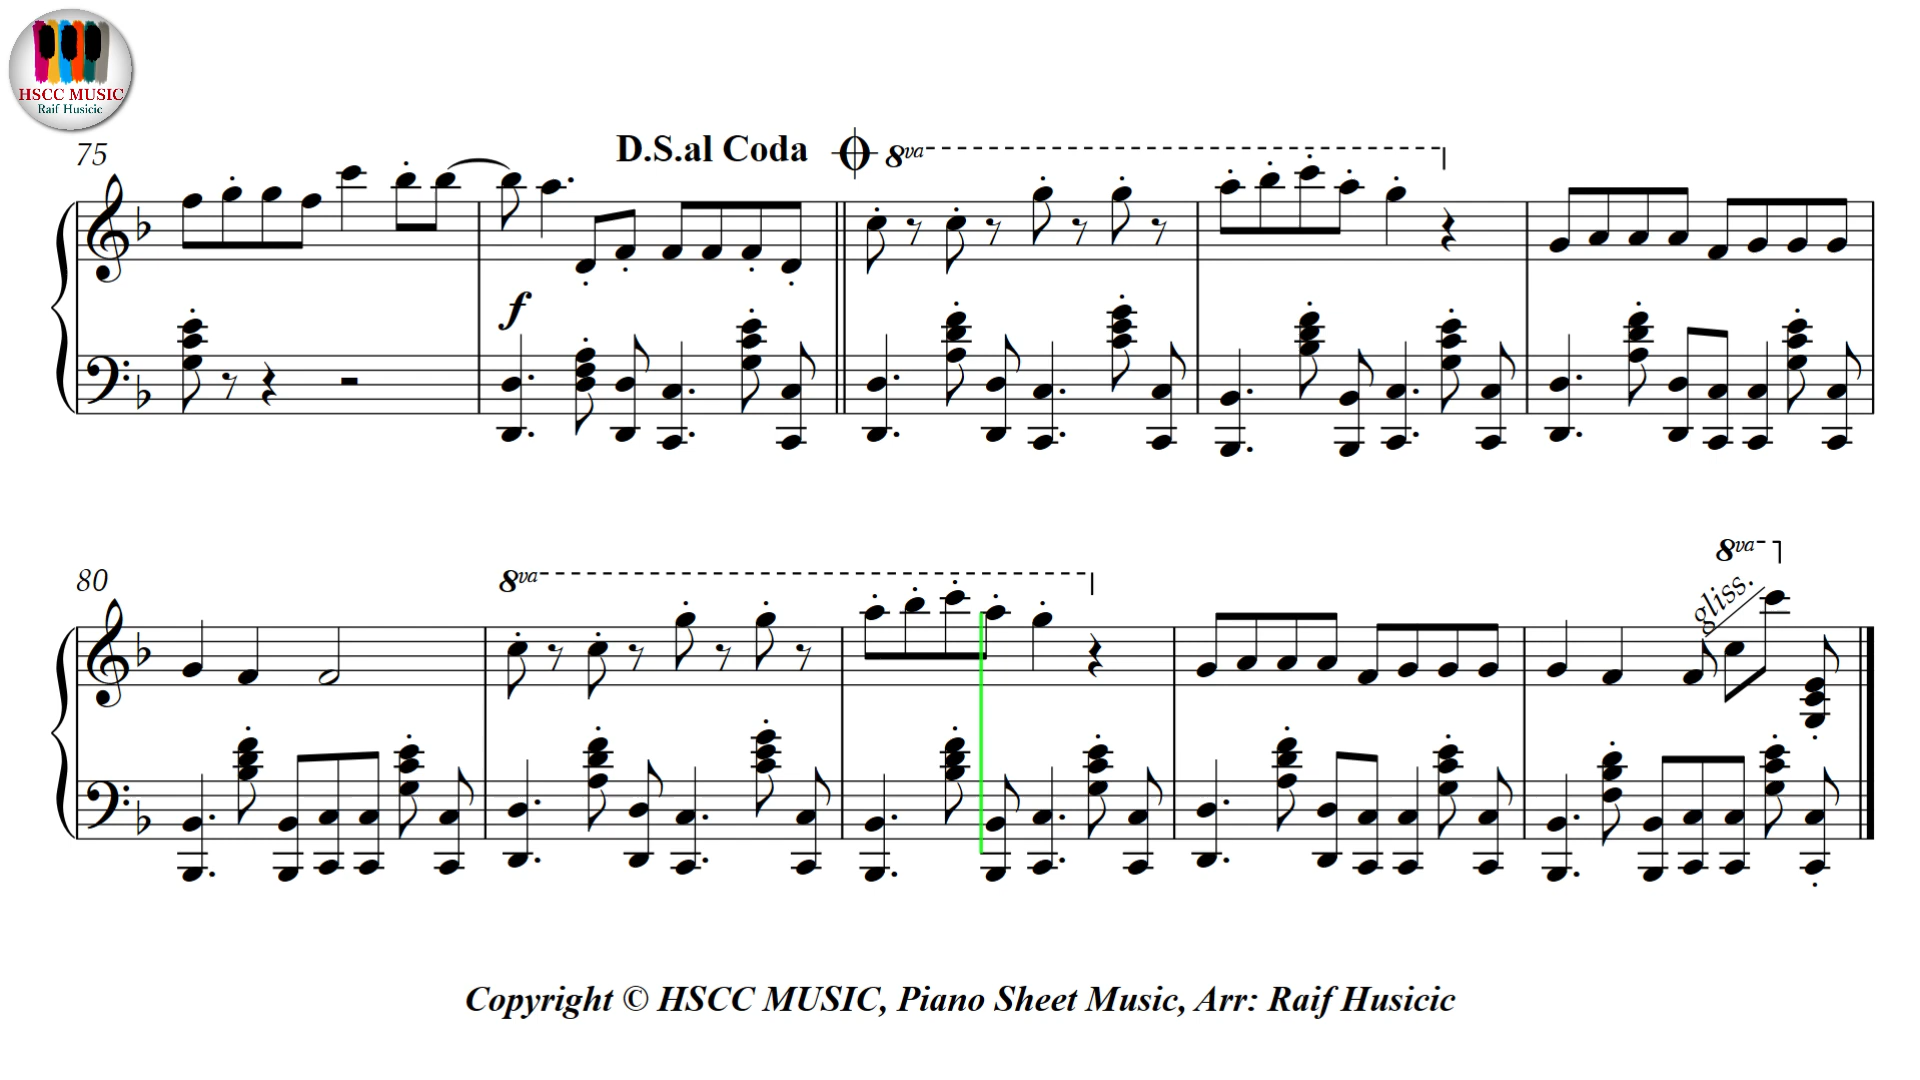 HSCC MUSIC
Raif Husicic
75
D.S.al Coda
8va
f
80
8va
8va
gliss.
Copyright © HSCC MUSIC, Piano Sheet Music, Arr: Raif Husicic